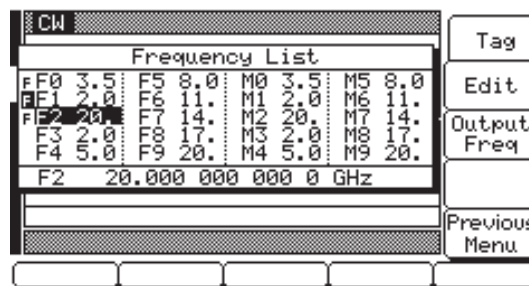 CW
Frequency List
F F0 3.5 F5 8.0 M0 3.5 M5 8.0
F F1 2.0 F6 11. M1 2.0 M6 11.
F F2 20. F7 14. M2 20. M7 14.
F3 2.0 F8 17. M3 2.0 M8 17.
F4 5.0 F9 20. M4 5.0 M9 20.
F2 20.000 000 000 0 GHz
Tag
Edit
Output
Freq
Previous
Menu